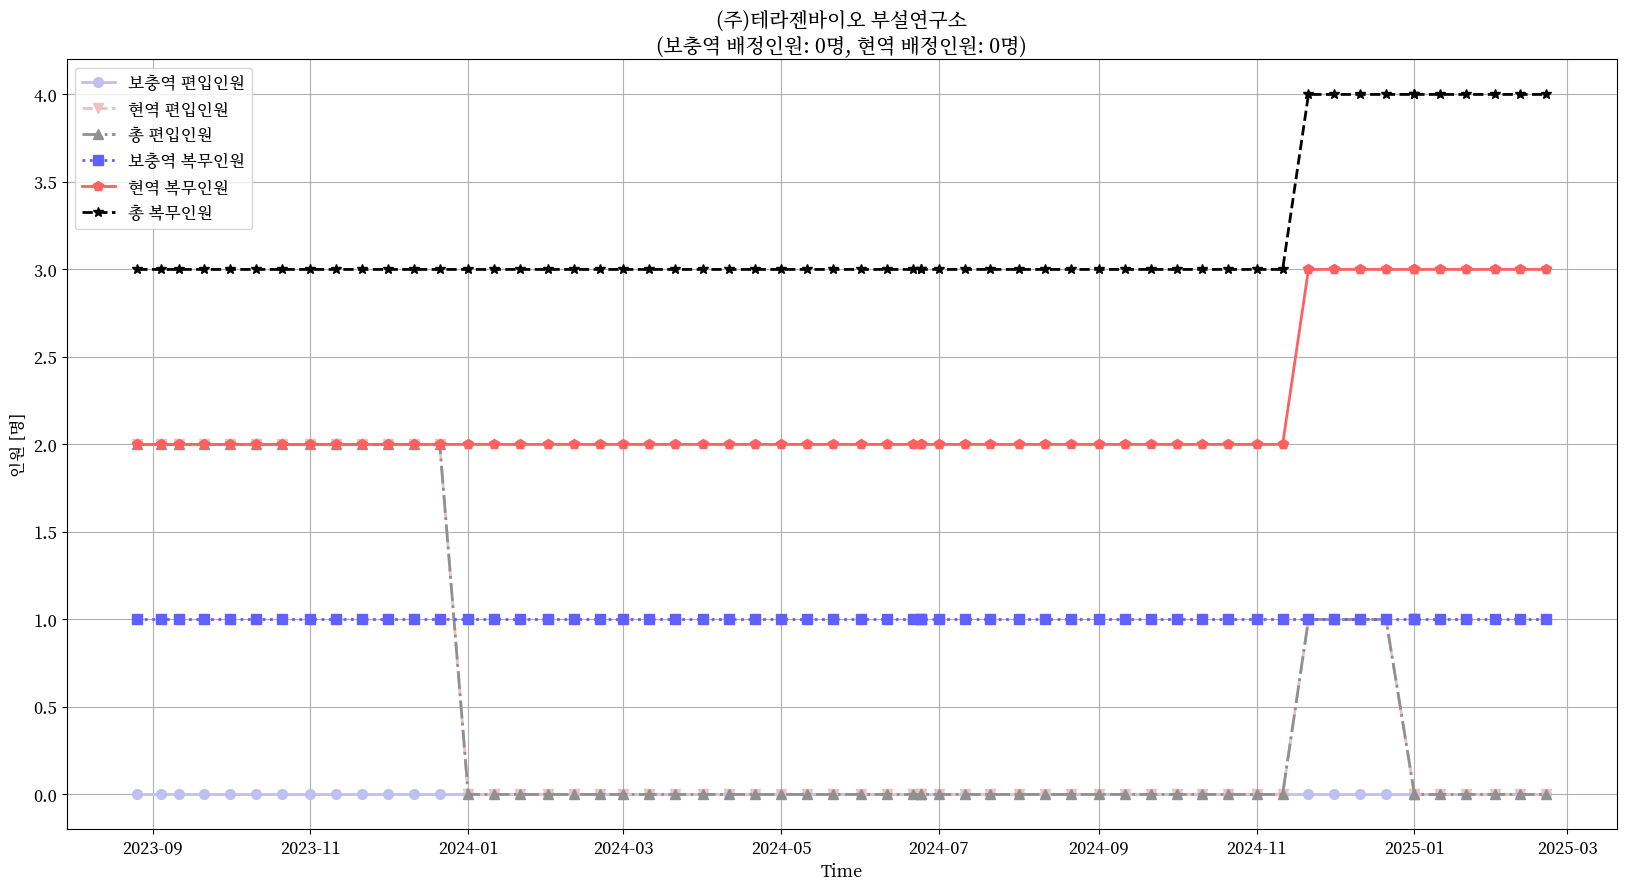 (주)테라젠바이오 부설연구소
(보충역 배정인원: 0명, 현역 배정인원: 0명)
보충역 편입인원
현역 편입인원
총 편입인원
보충역 복무인원
현역 복무인원
총 복무인원
4.0
3.5
3.0
2.5
2.0
1.5
1.0
0.5
0.0
인원 [명]
2023-09 2023-11 2024-01 2024-03 2024-05 2024-07 2024-09 2024-11 2025-01 2025-03
Time